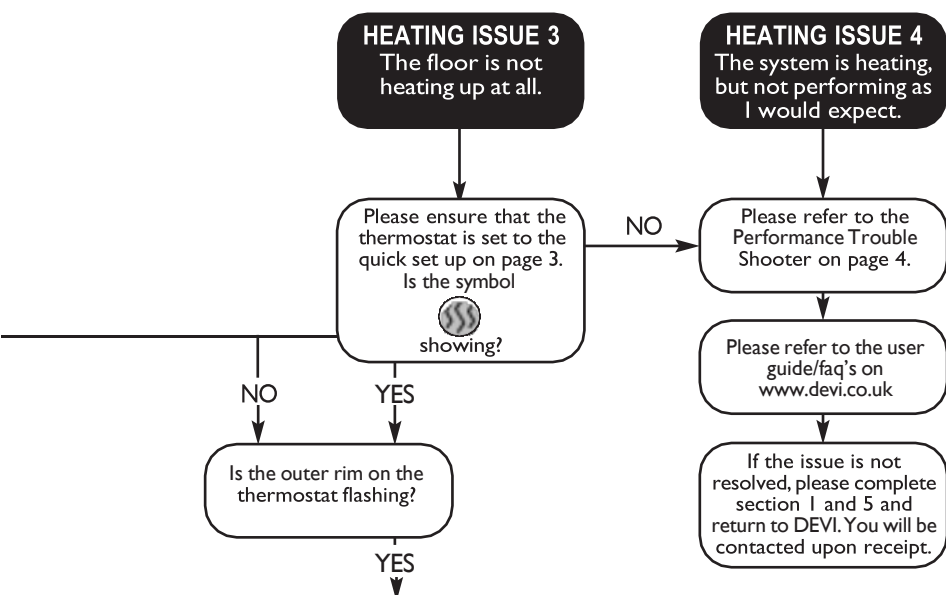 HEATING ISSUE 3
The floor is not
heating up at all.
HEATING ISSUE 4
The system is heating,
but not performing as
I would expect.
Please ensure that the
thermostat is set to the
quick set up on page 3.
Is the symbol
showing?
NO
Please refer to the
Performance Trouble
Shooter on page 4.
NO
YES
Please refer to the user
guide/faq's on
www.devi.co.uk
Is the outer rim on the
thermostat flashing?
YES
If the issue is not
resolved, please complete
section 1 and 5 and
return to DEVI. You will be
contacted upon receipt.